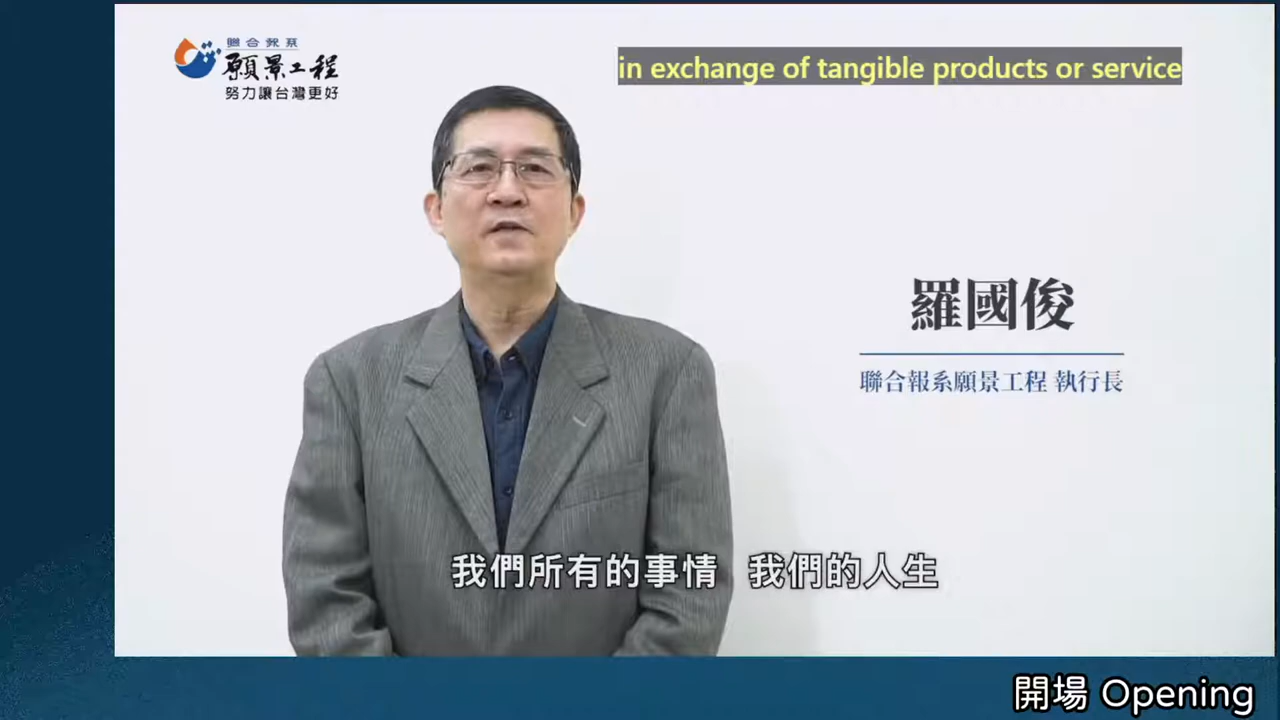 聯合報系
願景工程
努力讓台灣更好
in exchange of tangible products or service
羅國俊
聯合報系願景工程 執行長
我們所有的事情 我們的人生
開場 Opening